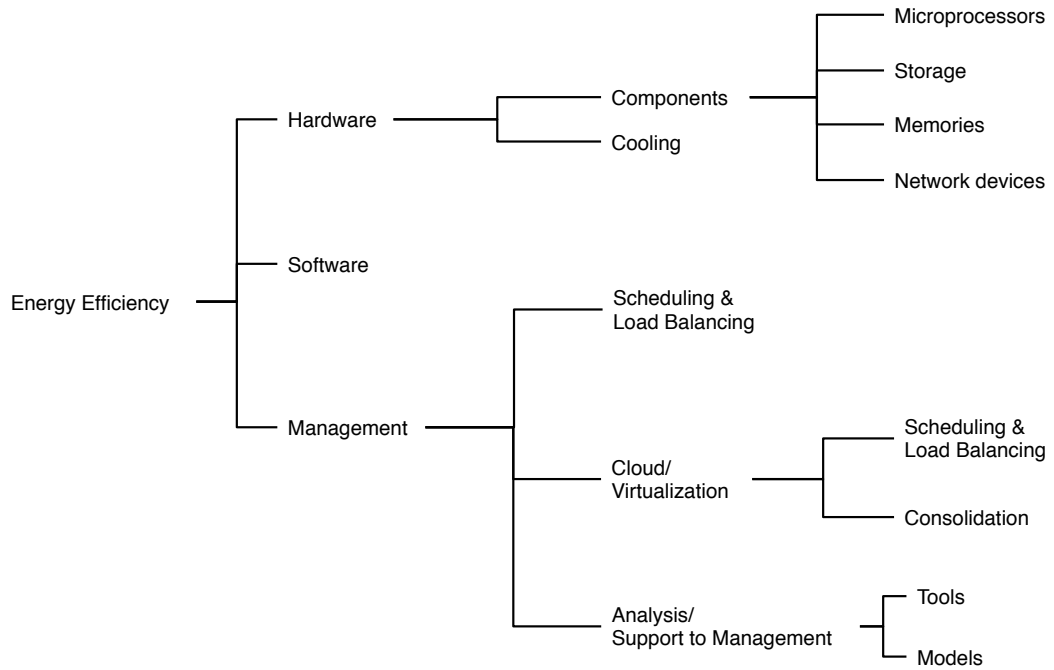 Microprocessors
Storage
Components
Hardware
Memories
Cooling
Network devices
Software
Energy Efficiency
Scheduling &
Load Balancing
Management
Scheduling &
Load Balancing
Cloud/
Virtualization
Consolidation
Tools
Analysis/
Support to Management
Models